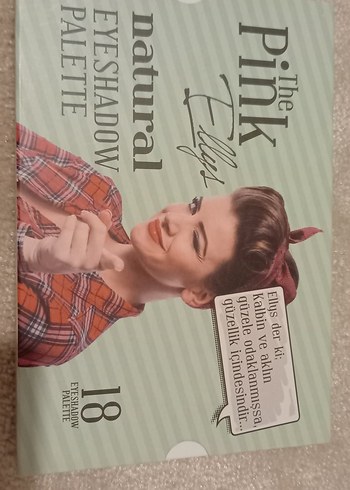 The
Pink
Ellys
natural
EYESHADOW
PALETTE
Ellys der ki:
Kalbin ve aklın
güzele odaklanmışsa,
güzellik içindesindir...
18
EYESHADOW
PALETTE